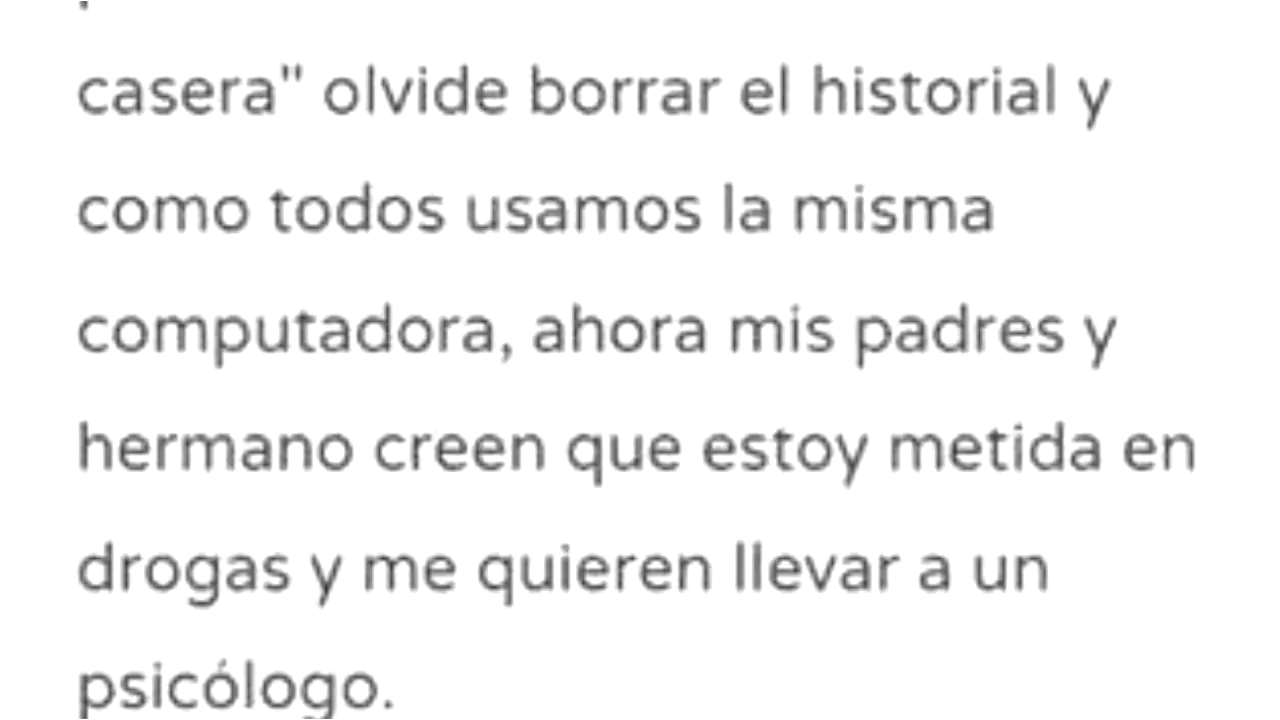 casera" olvide borrar el historial y
como todos usamos la misma
computadora, ahora mis padres y
hermano creen que estoy metida en
drogas y me quieren llevar a un
psicólogo.